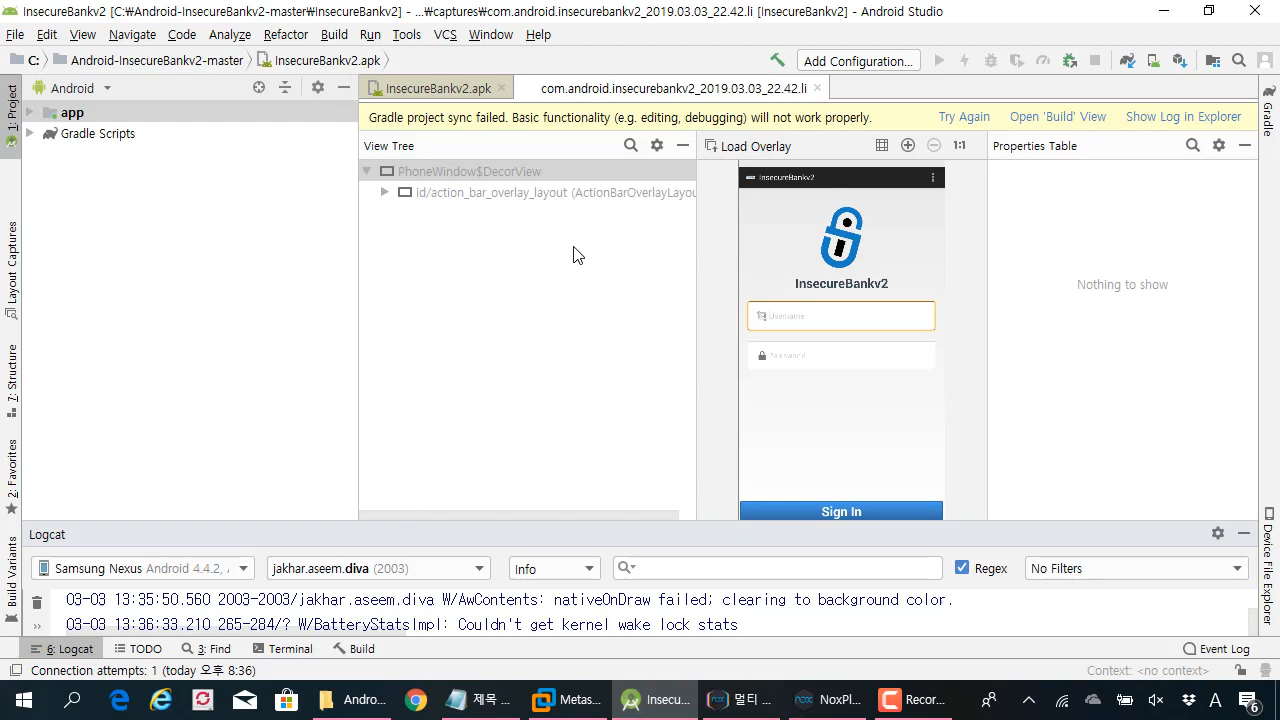 InsecureBankv2 [C:￦Android-InsecureBankv2-master￦InsecureBankv2] - ...￦captures￦com.android.insecurebankv2_2019.03.03_22.42.li [InsecureBankv2] - Android Studio
File Edit View Navigate Code Analyze Refactor Build Run Tools VCS Window Help
C: Android-InsecureBankv2-master InsecureBankv2.apk Add Configuration...
1: Project
Android
InsecureBankv2.apk com.android.insecurebankv2_2019.03.03_22.42.li
Gradle
app
Gradle Scripts
Gradle project sync failed. Basic functionality (e.g. editing, debugging) will not work properly. Try Again Open 'Build' View Show Log in Explorer
View Tree Load Overlay 1:1 Properties Table
PhoneWindow$DecorView
id/action_bar_overlay_layout (ActionBarOverlayLayou
InsecureBankv2
InsecureBankv2
Username
Password
Sign In
Nothing to show
Layout Captures
7: Structure
2: Favorites
Build Variants
Device File Explorer
Logcat
Samsung Nexus Android 4.4.2, jakhar.aseem.diva (2003) Info Regex No Filters
03-03 13:35:50.560 2003-2003/jakhar.aseem.diva W/AwContents: nativeOnDraw failed; clearing to background color.
03-03 13:36:33.210 265-284/? W/BatteryStatsImpl: Couldn't get kernel wake lock stats
6: Logcat TODO 3: Find Terminal Build Event Log
Connection attempts: 1 (today 오후 8:36) Context: <no context>
Andro... 제목 ... Metas... Insecu... 멀티 ... NoxPl... Recor... A 6